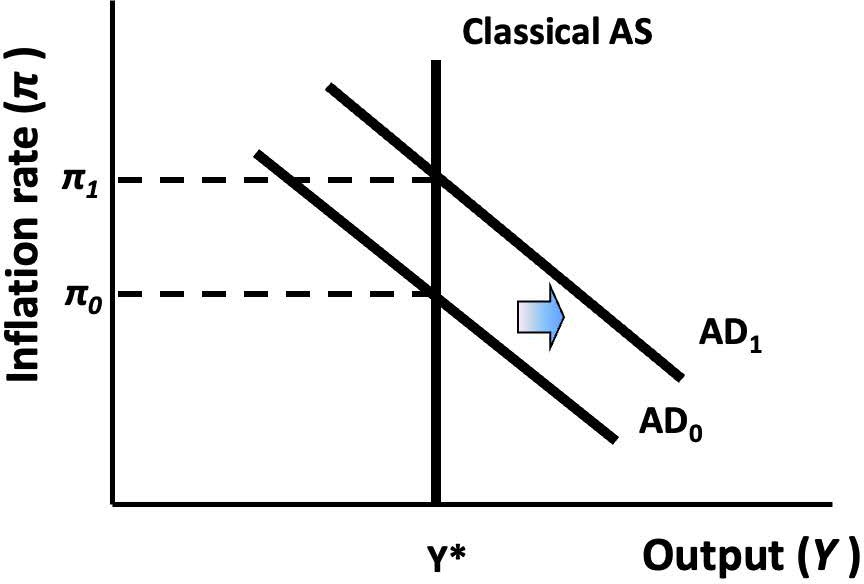 Classical AS
Inflation rate (π )
π₁
π₀
AD₁
AD₀
Y*
Output (Y )